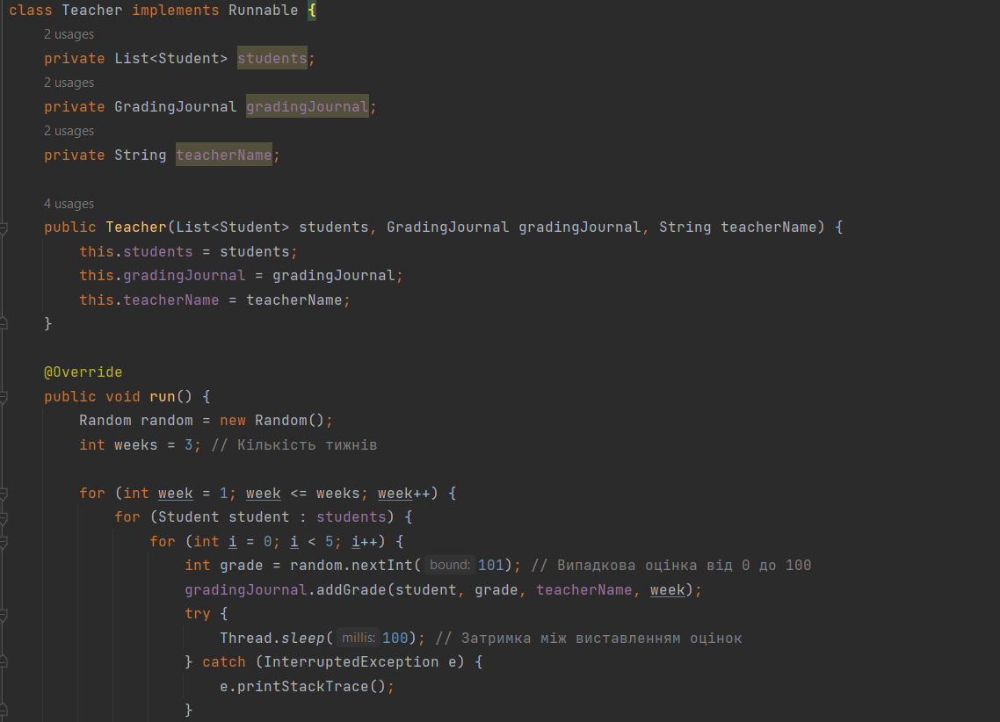 class Teacher implements Runnable {
2 usages
private List<Student> students;
2 usages
private GradingJournal gradingJournal;
2 usages
private String teacherName;
4 usages
public Teacher(List<Student> students, GradingJournal gradingJournal, String teacherName) {
this.students = students;
this.gradingJournal = gradingJournal;
this.teacherName = teacherName;
}
@Override
public void run() {
Random random = new Random();
int weeks = 3; // Кількість тижнів
for (int week = 1; week <= weeks; week++) {
for (Student student : students) {
for (int i = 0; i < 5; i++) {
int grade = random.nextInt( bound: 101); // Випадкова оцінка від 0 до 100
gradingJournal.addGrade(student, grade, teacherName, week);
try {
Thread.sleep( millis: 100); // Затримка між виставленням оцінок
} catch (InterruptedException e) {
e.printStackTrace();
}